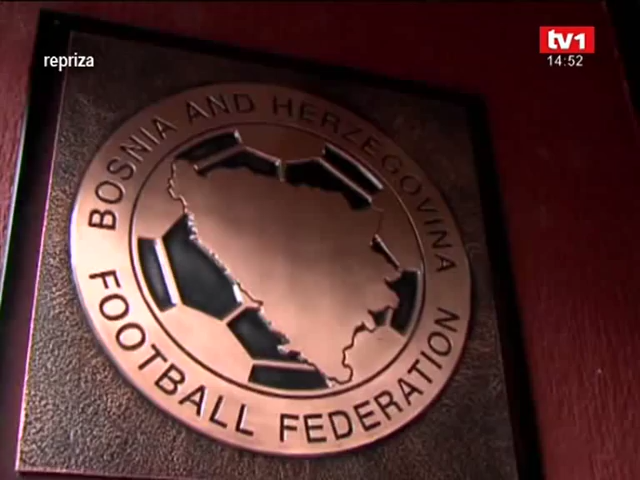 tv1
repriza
14:52
BOSNIA AND HERZEGOVINA
FOOTBALL FEDERATION